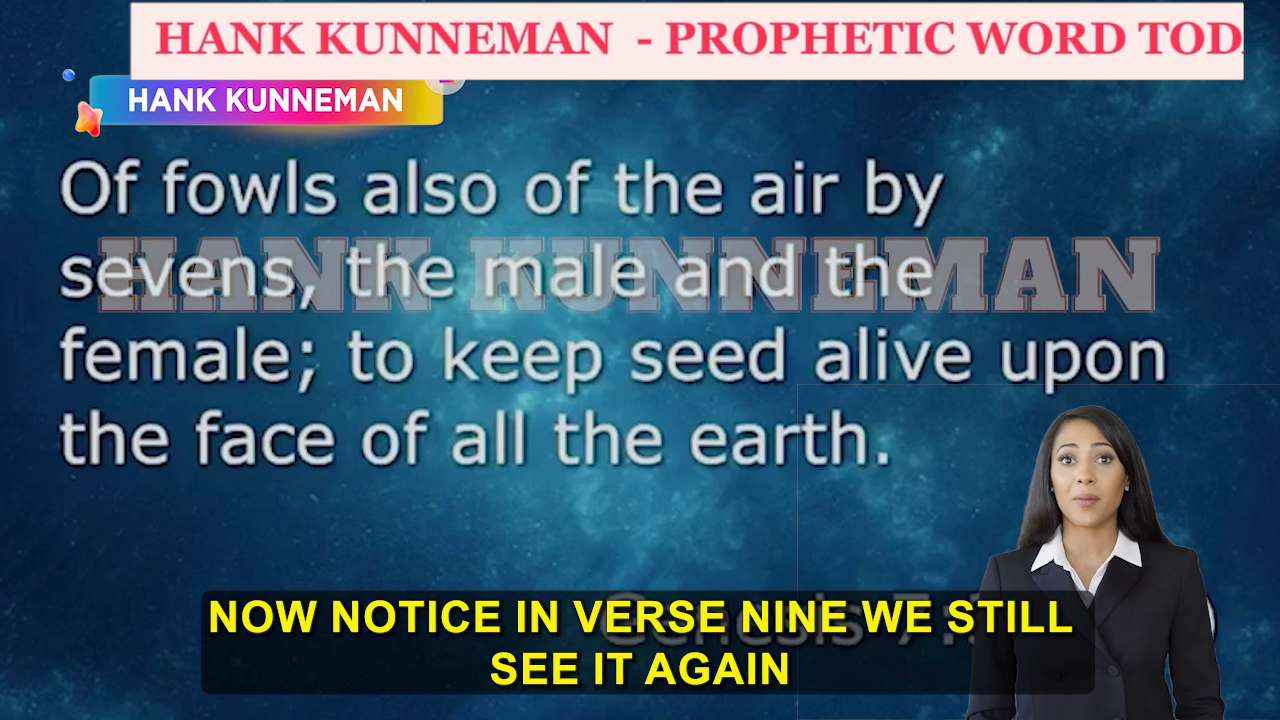 HANK KUNNEMAN - PROPHETIC WORD TOD
HANK KUNNEMAN
Of fowls also of the air by
sevens, the male and the
HANK KUNNEMAN
female; to keep seed alive upon
the face of all the earth.
Genesis 7:
NOW NOTICE IN VERSE NINE WE STILL
SEE IT AGAIN